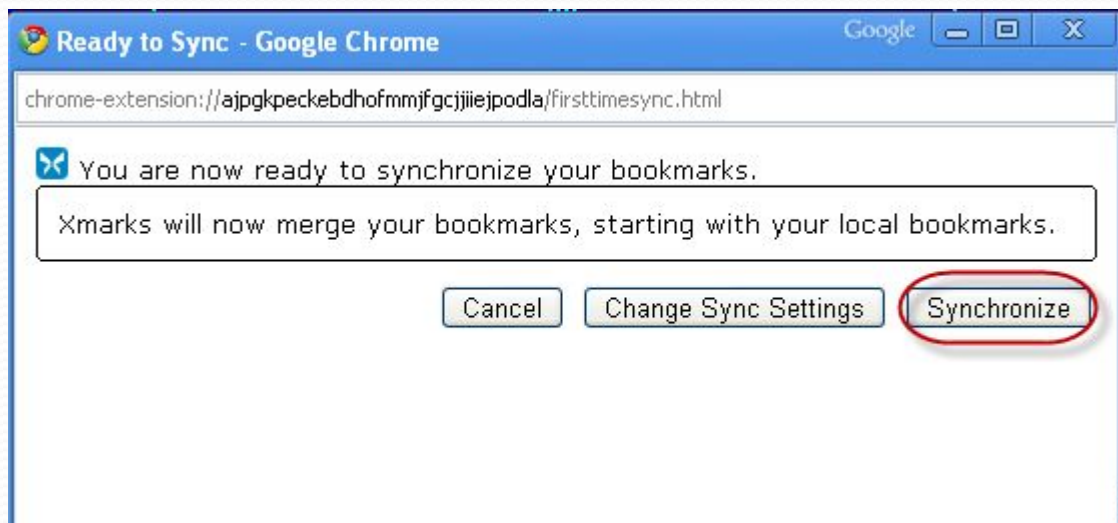 Ready to Sync - Google Chrome
Google
chrome-extension://ajpgkpeckebdhofmmjfgcjjiiejpodla/firsttimesync.html
You are now ready to synchronize your bookmarks.
Xmarks will now merge your bookmarks, starting with your local bookmarks.
Cancel Change Sync Settings Synchronize